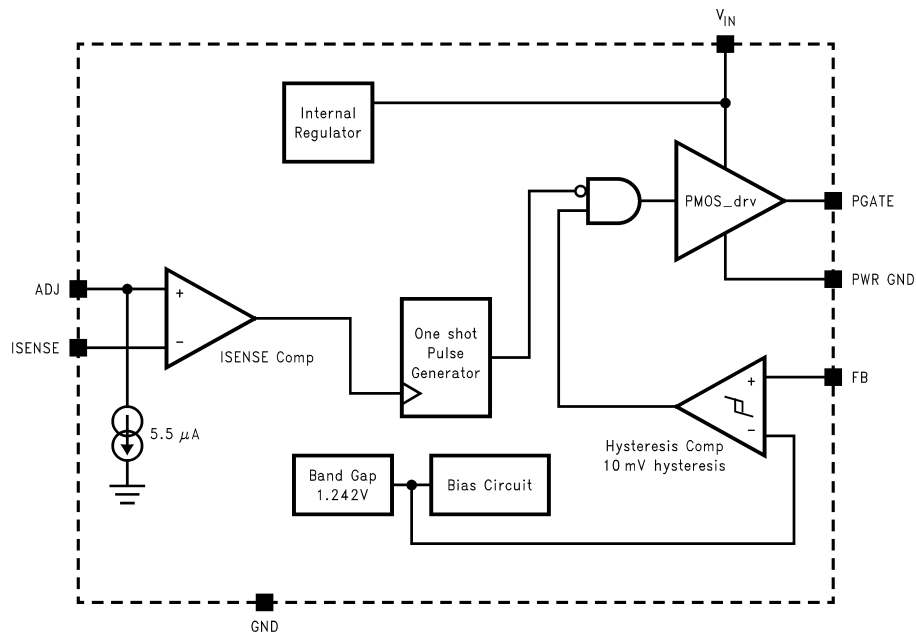 VIN
Internal
Regulator
PMOS_drv
PGATE
ADJ
+
PWR GND
ISENSE
−
ISENSE Comp
One shot
Pulse
Generator
+
FB
−
5.5 μA
Hysteresis Comp
10 mV hysteresis
Band Gap
1.242V
Bias Circuit
GND